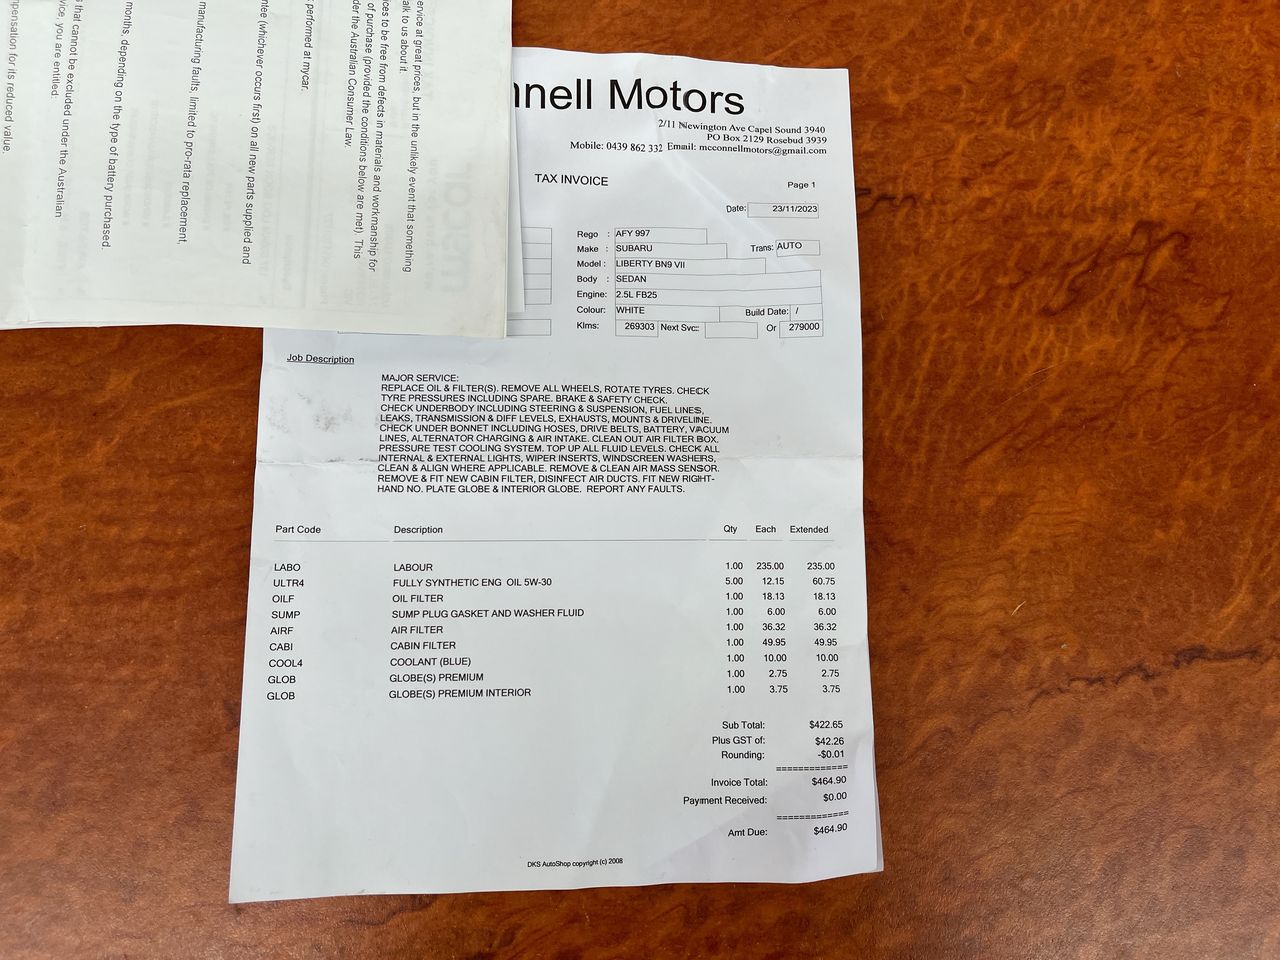 ervice at great prices, but in the unlikely event that something
alk to us about it.
ces to be free from defects in materials and workmanship for
of purchase (provided the conditions below are met). This
der the Australian Consumer Law.
performed at mycar.
ntee (whichever occurs first) on all new parts supplied and
manufacturing faults, limited to pro-rata replacement,
months, depending on the type of battery purchased.
that cannot be excluded under the Australian
vice, you are entitled:
pensation for its reduced value.
nnell Motors
2/11 Newington Ave Capel Sound 3940
PO Box 2129 Rosebud 3939
Mobile: 0439 862 332 Email: mcconnellmotors@gmail.com
TAX INVOICE
Page 1
Date: 23/11/2023
Rego : AFY 997
Make : SUBARU Trans: AUTO
Model : LIBERTY BN9 VII
Body : SEDAN
Engine: 2.5L FB25
Colour: WHITE Build Date: /
Klms: 269303 Next Svc: Or 279000
Job Description
MAJOR SERVICE:
REPLACE OIL & FILTER(S). REMOVE ALL WHEELS, ROTATE TYRES. CHECK
TYRE PRESSURES INCLUDING SPARE. BRAKE & SAFETY CHECK.
CHECK UNDERBODY INCLUDING STEERING & SUSPENSION, FUEL LINES,
LEAKS, TRANSMISSION & DIFF LEVELS, EXHAUSTS, MOUNTS & DRIVELINE.
CHECK UNDER BONNET INCLUDING HOSES, DRIVE BELTS, BATTERY, VACUUM
LINES, ALTERNATOR CHARGING & AIR INTAKE. CLEAN OUT AIR FILTER BOX.
PRESSURE TEST COOLING SYSTEM. TOP UP ALL FLUID LEVELS. CHECK ALL
INTERNAL & EXTERNAL LIGHTS, WIPER INSERTS, WINDSCREEN WASHERS,
CLEAN & ALIGN WHERE APPLICABLE. REMOVE & CLEAN AIR MASS SENSOR.
REMOVE & FIT NEW CABIN FILTER, DISINFECT AIR DUCTS. FIT NEW RIGHT-
HAND NO. PLATE GLOBE & INTERIOR GLOBE. REPORT ANY FAULTS.
Part Code Description Qty Each Extended
LABO LABOUR 1.00 235.00 235.00
ULTR4 FULLY SYNTHETIC ENG OIL 5W-30 5.00 12.15 60.75
OILF OIL FILTER 1.00 18.13 18.13
SUMP SUMP PLUG GASKET AND WASHER FLUID 1.00 6.00 6.00
AIRF AIR FILTER 1.00 36.32 36.32
CABI CABIN FILTER 1.00 49.95 49.95
COOL4 COOLANT (BLUE) 1.00 10.00 10.00
GLOB GLOBE(S) PREMIUM 1.00 2.75 2.75
GLOB GLOBE(S) PREMIUM INTERIOR 1.00 3.75 3.75
Sub Total: $422.65
Plus GST of: $42.26
Rounding: -$0.01
=============
Invoice Total: $464.90
Payment Received: $0.00
=============
Amt Due: $464.90
DKS AutoShop copyright (c) 2008